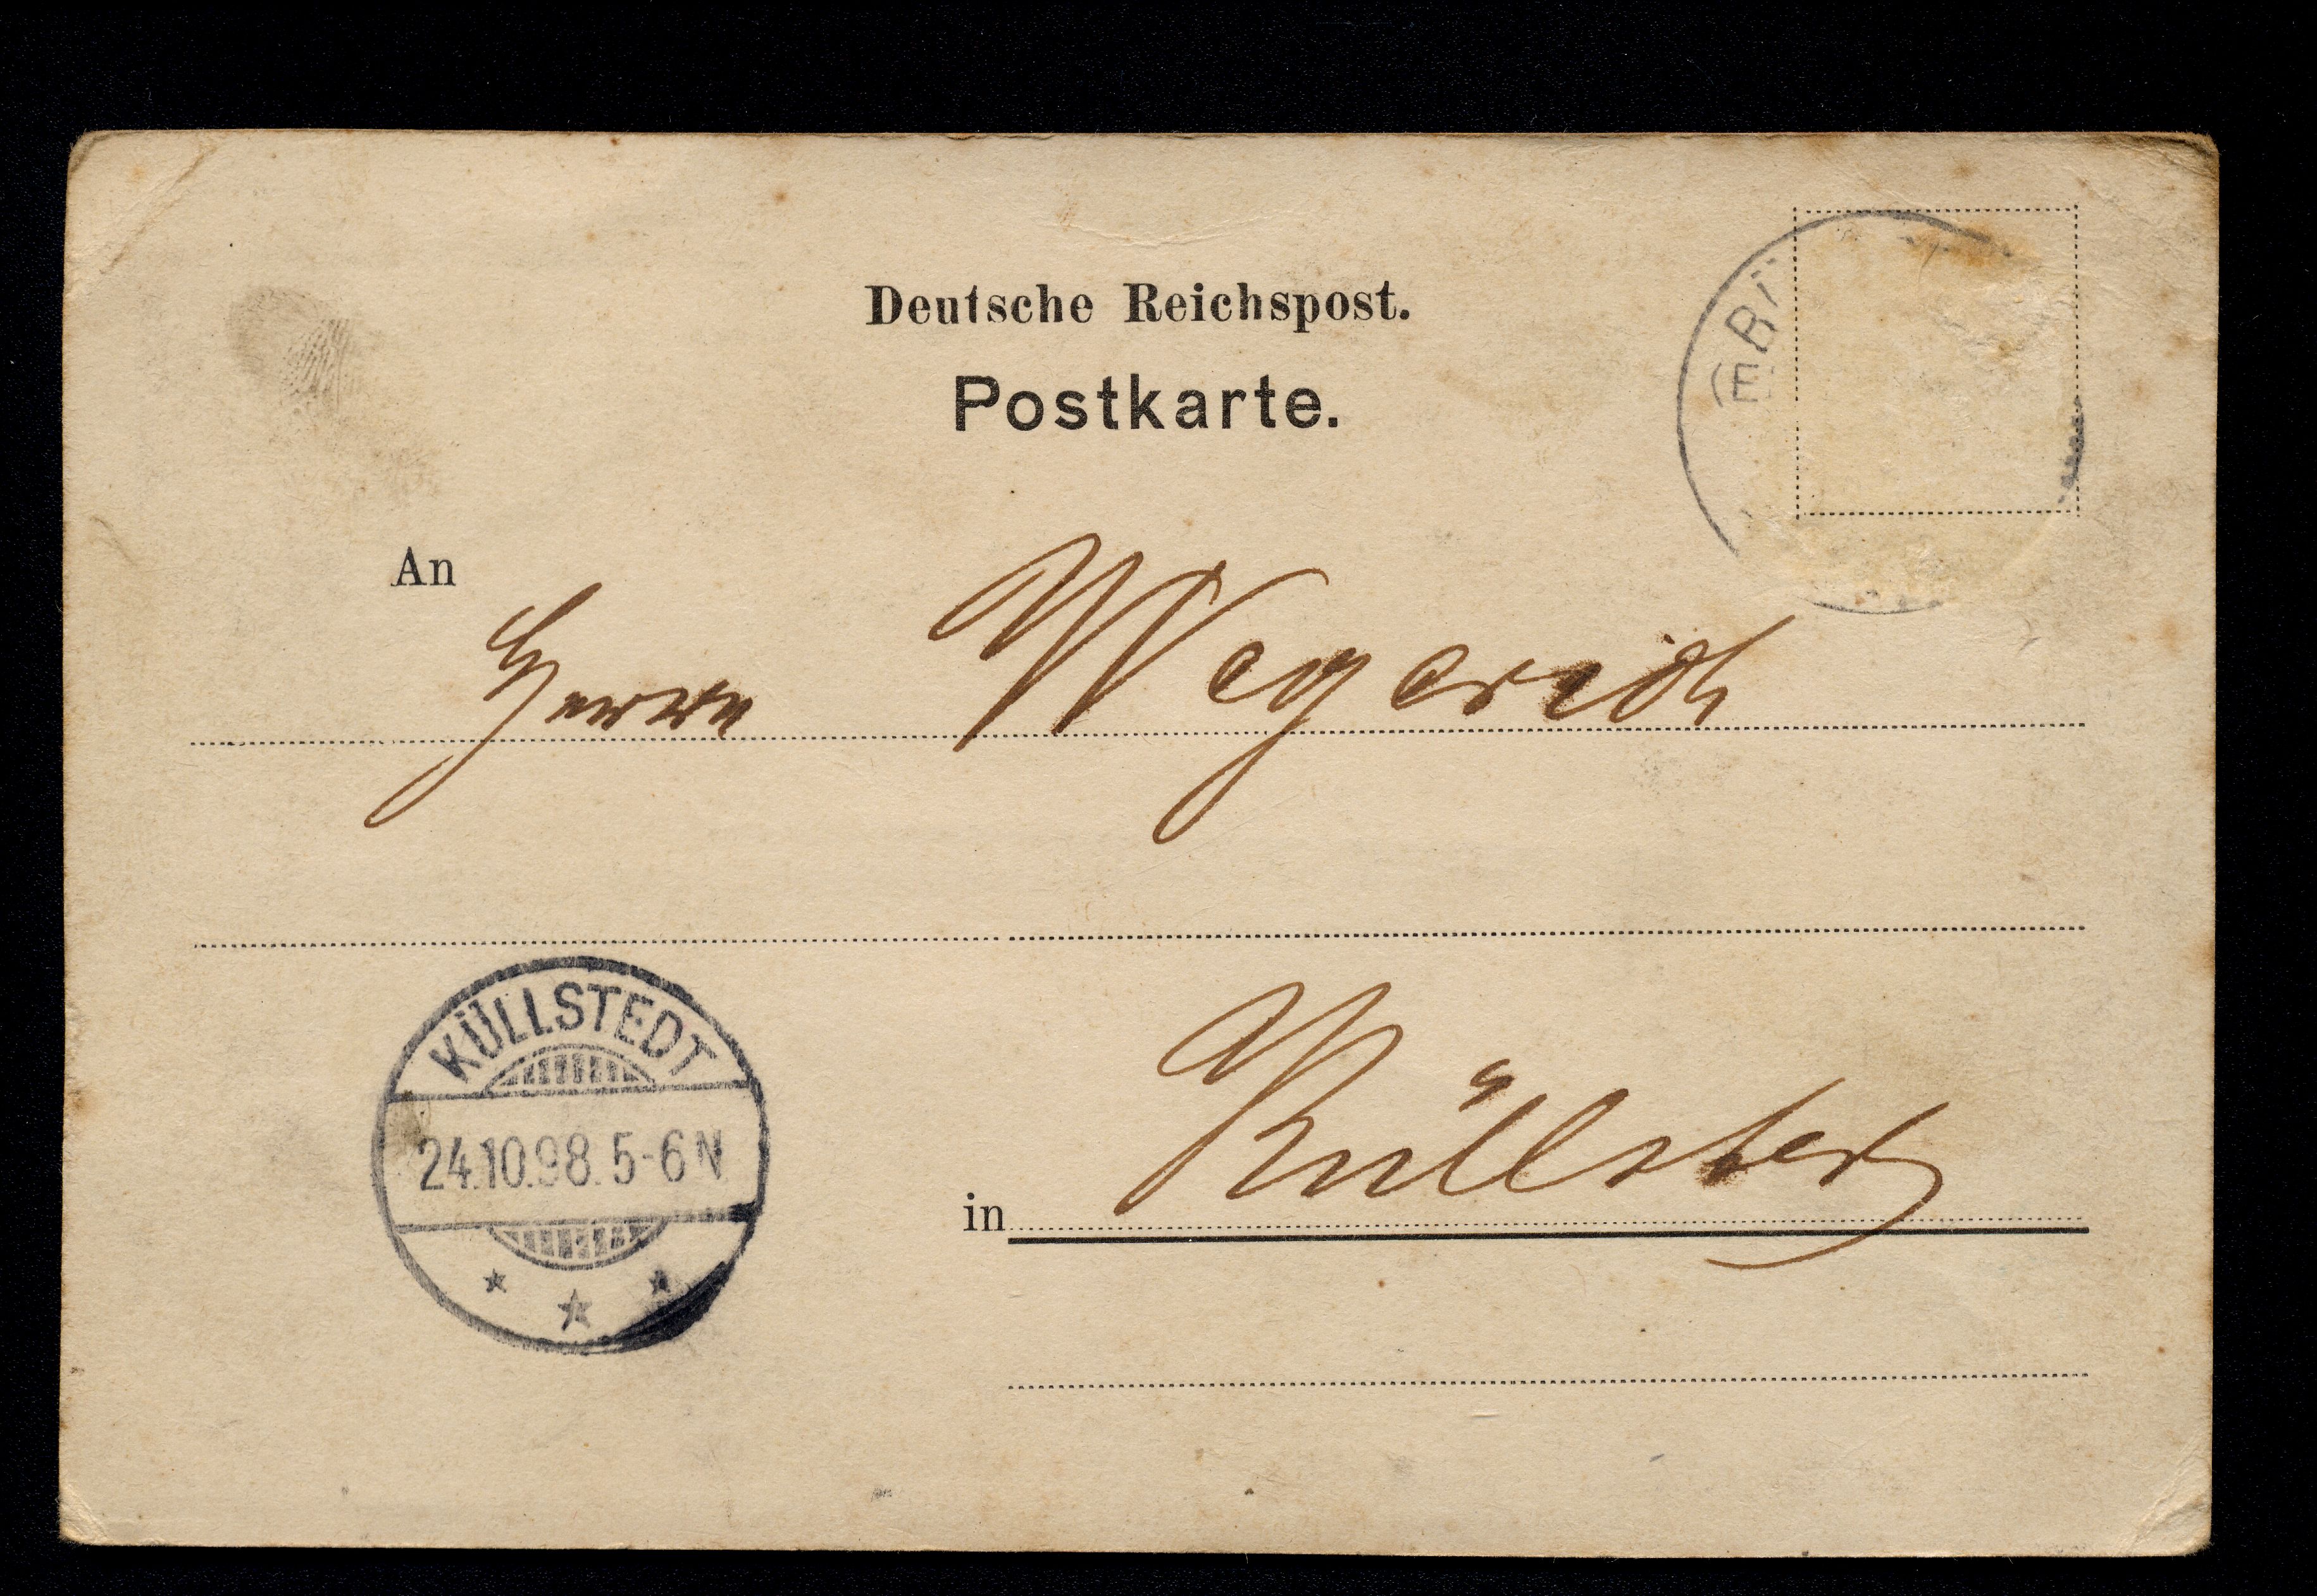 Deutsche Reichspost.
Postkarte.
An
Herrn Wegerich
KÜLLSTEDT
24.10.98. 5-6 N
in Küllstedt